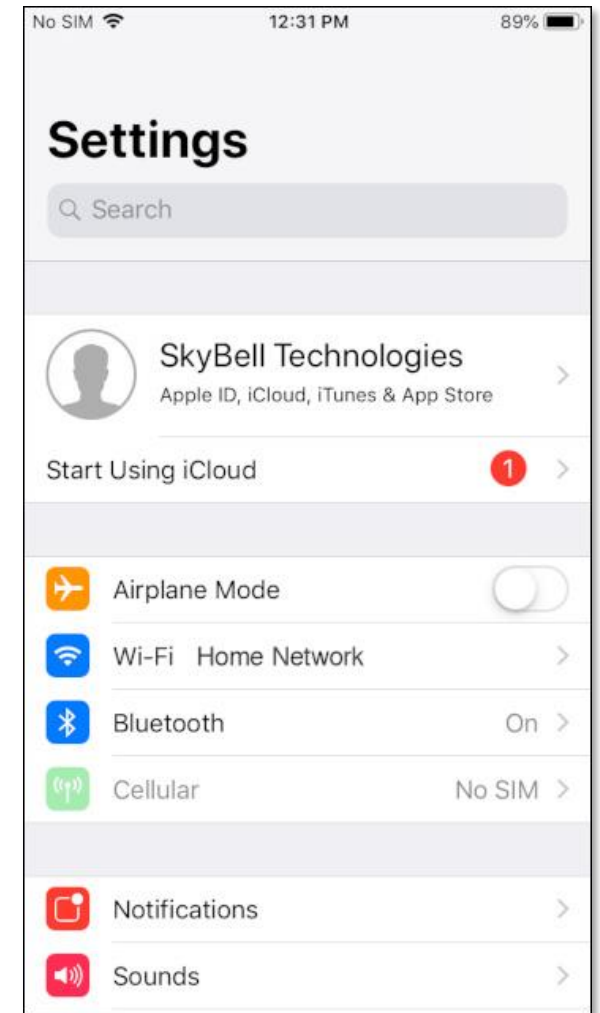 No SIM 12:31 PM 89%
Settings
Search
SkyBell Technologies
Apple ID, iCloud, iTunes & App Store
Start Using iCloud 1
Airplane Mode
Wi-Fi Home Network
Bluetooth On
Cellular No SIM
Notifications
Sounds